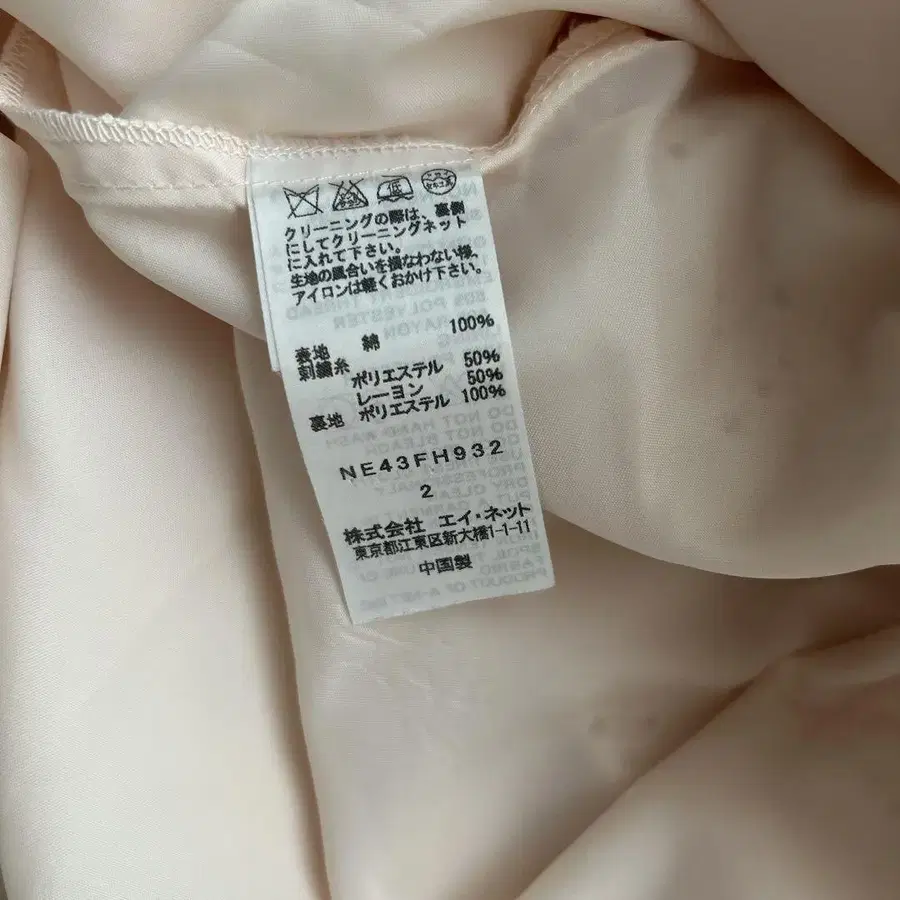 低
クリーニングの際は、裏側
にしてクリーニングネット
に入れて下さい。
生地の風合いを損なわない様、
アイロンは軽くおかけ下さい。
表地 綿 100%
刺繍糸 ポリエステル 50%
レーヨン 50%
裏地 ポリエステル 100%
NE43FH932
2
株式会社 エイ・ネット
東京都江東区新大橋1-1-11
中国製